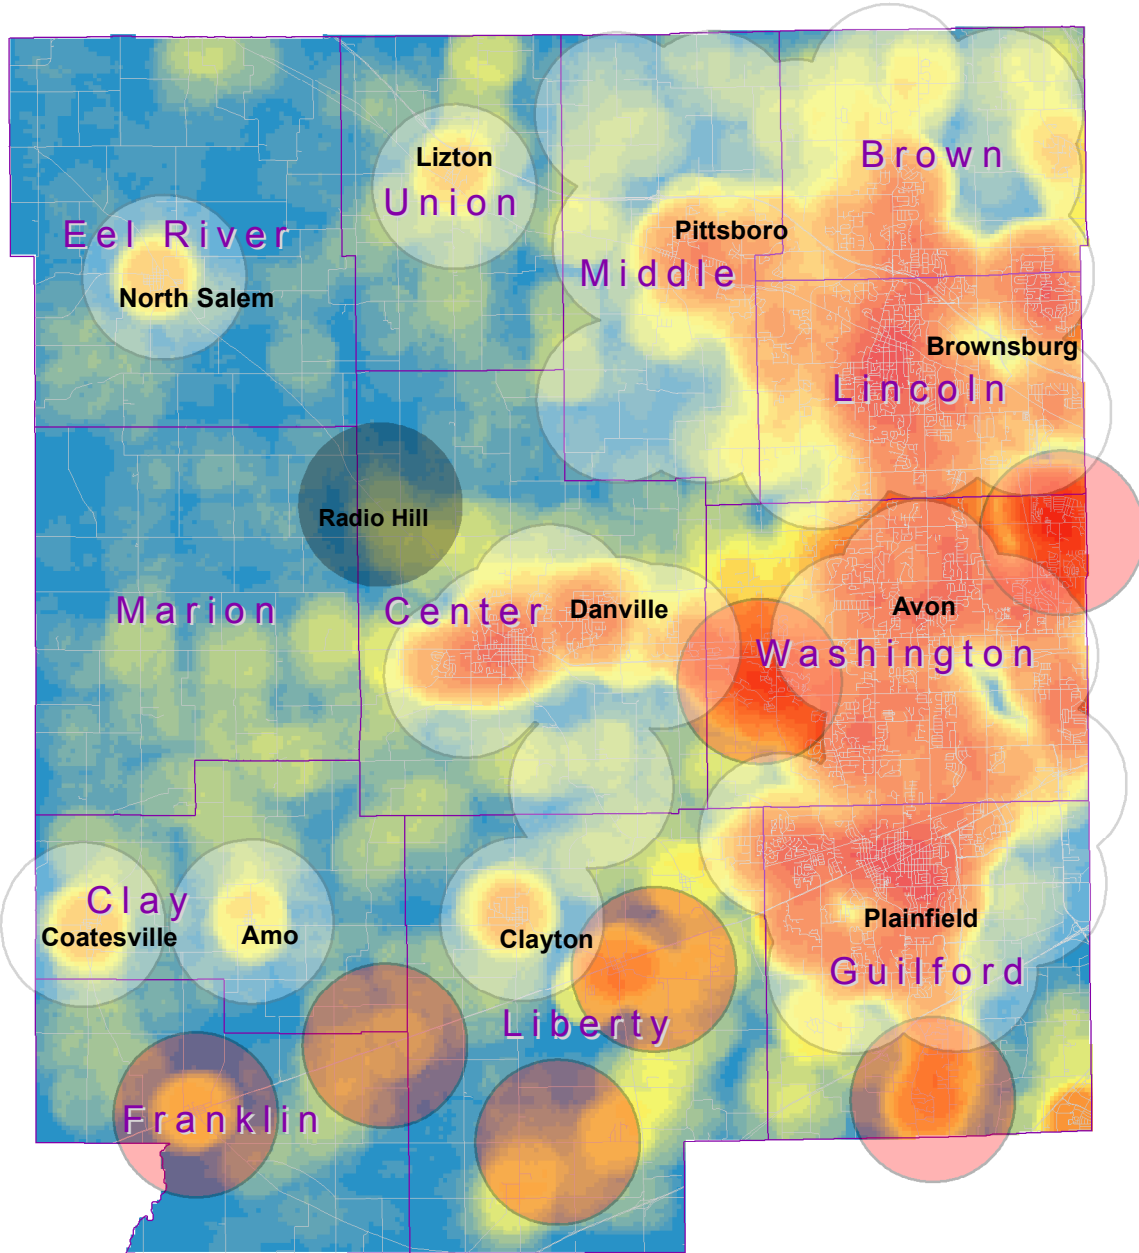 Brown
Lizton
Union
Pittsboro
Eel River
Middle
North Salem
Brownsburg
Lincoln
Radio Hill
Marion
Center
Danville
Avon
Washington
Clay
Coatesville
Amo
Clayton
Plainfield
Guilford
Liberty
Franklin